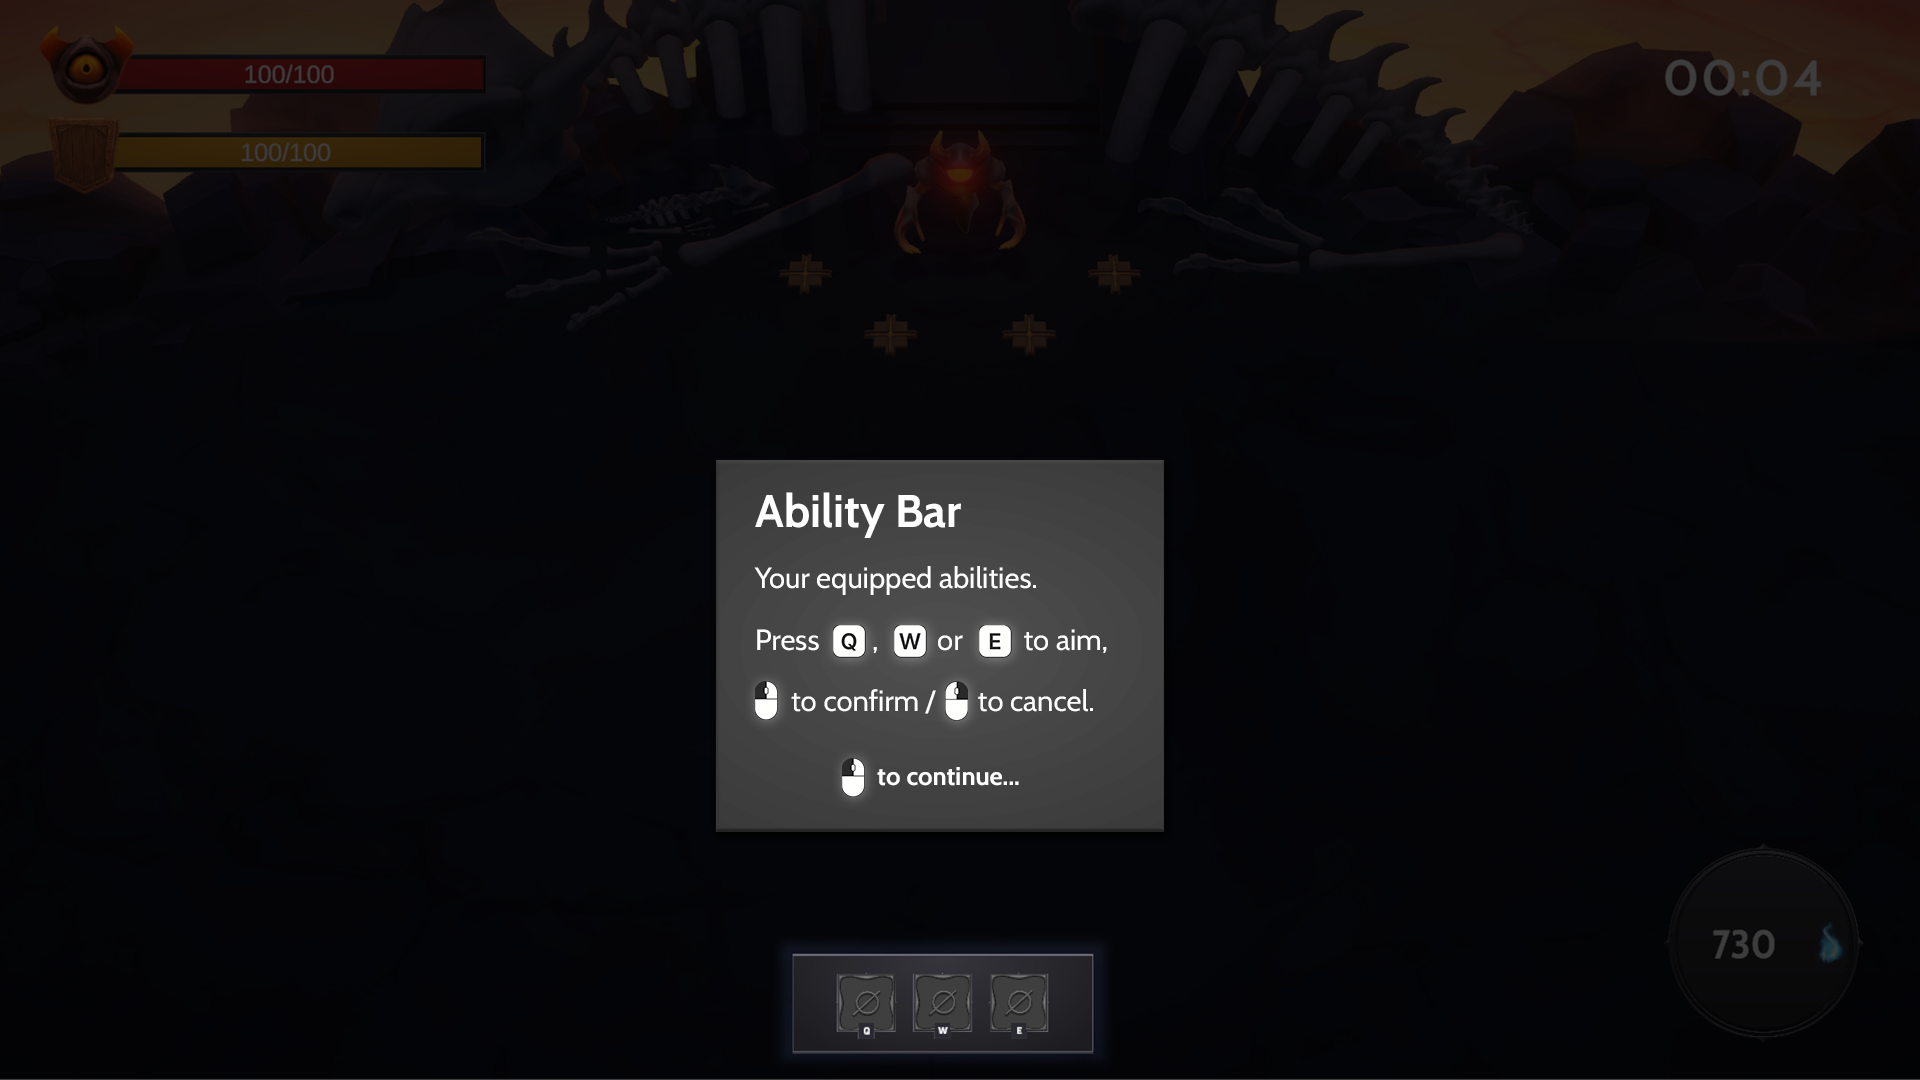 100/100
00:04
100/100
Ability Bar
Your equipped abilities.
Press Q, W or E to aim,
to confirm / to cancel.
to continue...
730
Q W E